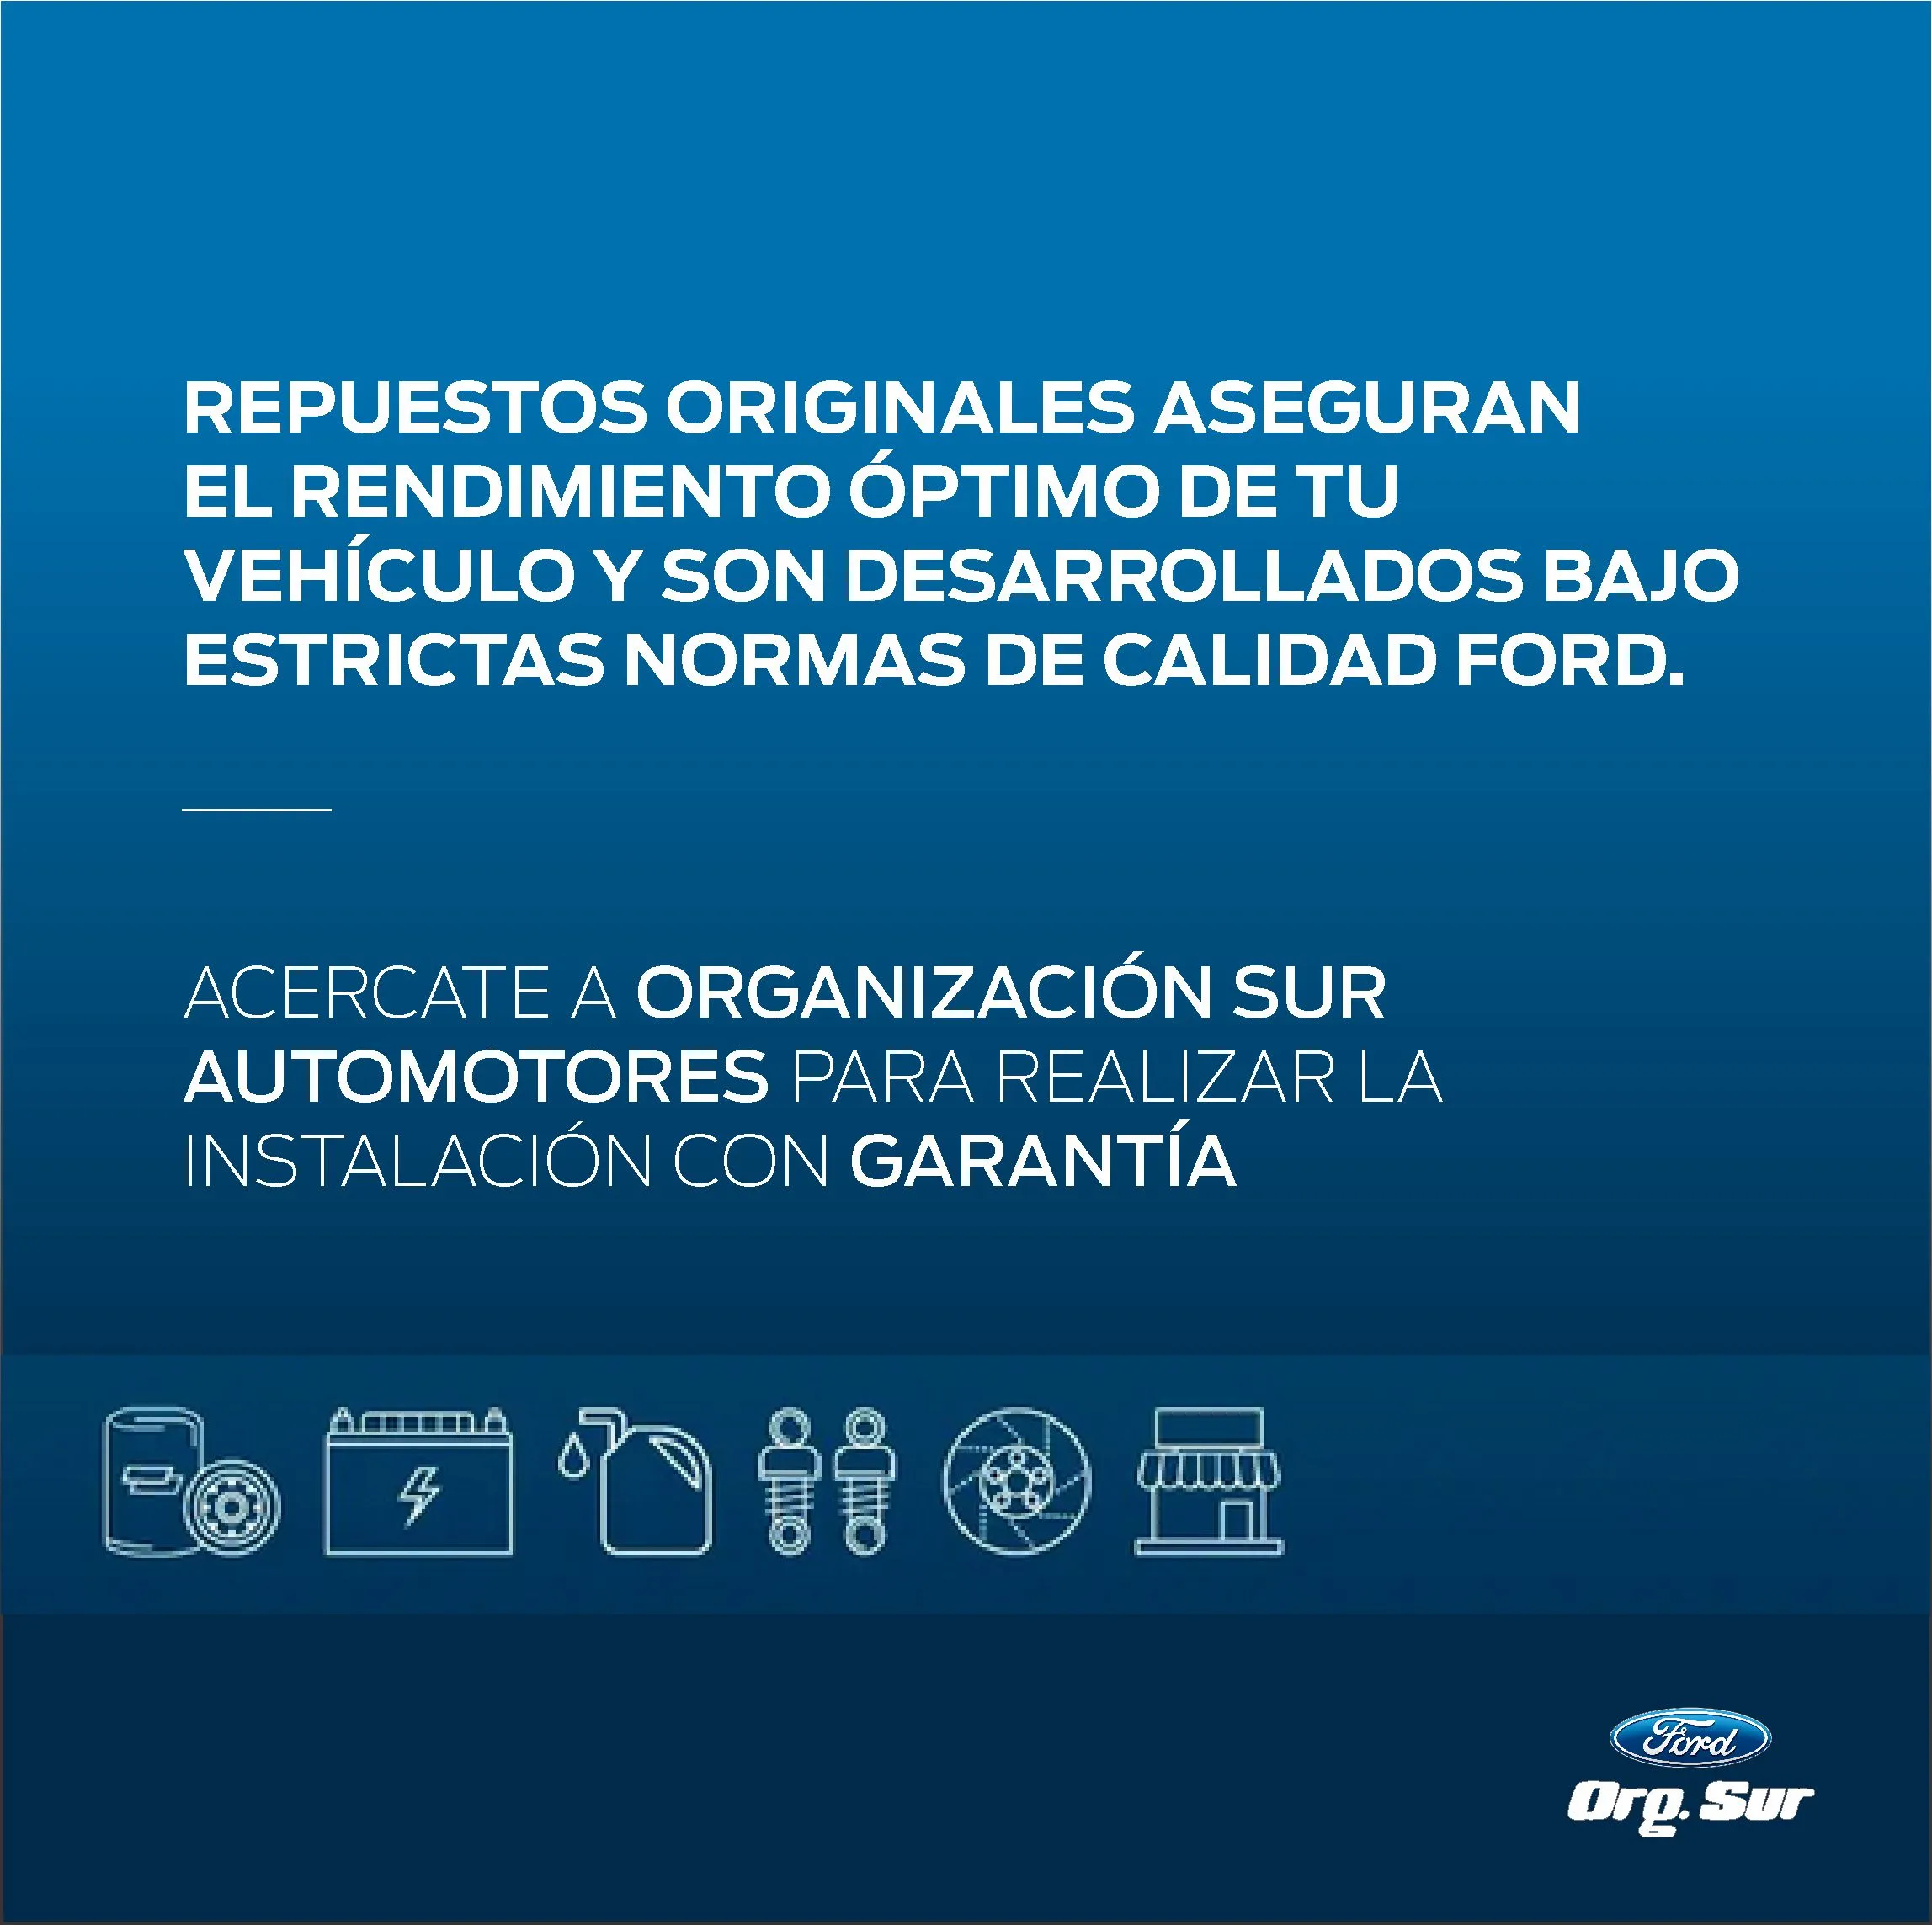 REPUESTOS ORIGINALES ASEGURAN
EL RENDIMIENTO ÓPTIMO DE TU
VEHÍCULO Y SON DESARROLLADOS BAJO
ESTRICTAS NORMAS DE CALIDAD FORD.
ACERCATE A ORGANIZACIÓN SUR
AUTOMOTORES PARA REALIZAR LA
INSTALACIÓN CON GARANTÍA
Ford
Org. Sur